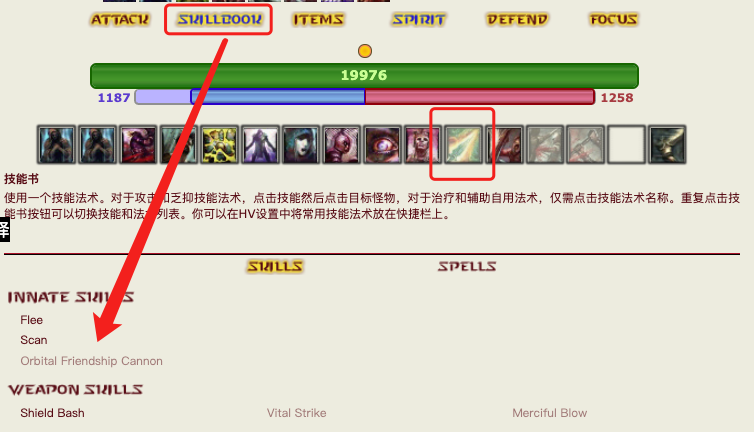 ATTACK SKILLBOOK ITEMS SPIRIT DEFEND FOCUS
19976
1187 1258
技能书
使用一个技能法术。对于攻击和乏抑技能法术，点击技能然后点击目标怪物，对于治疗和辅助自用法术，仅需点击技能法术名称。重复点击技
能书按钮可以切换技能和法术列表。你可以在HV设置中将常用技能法术放在快捷栏上。
译
SKILLS SPELLS
INNATE SKILLS
Flee
Scan
Orbital Friendship Cannon
WEAPON SKILLS
Shield Bash Vital Strike Merciful Blow